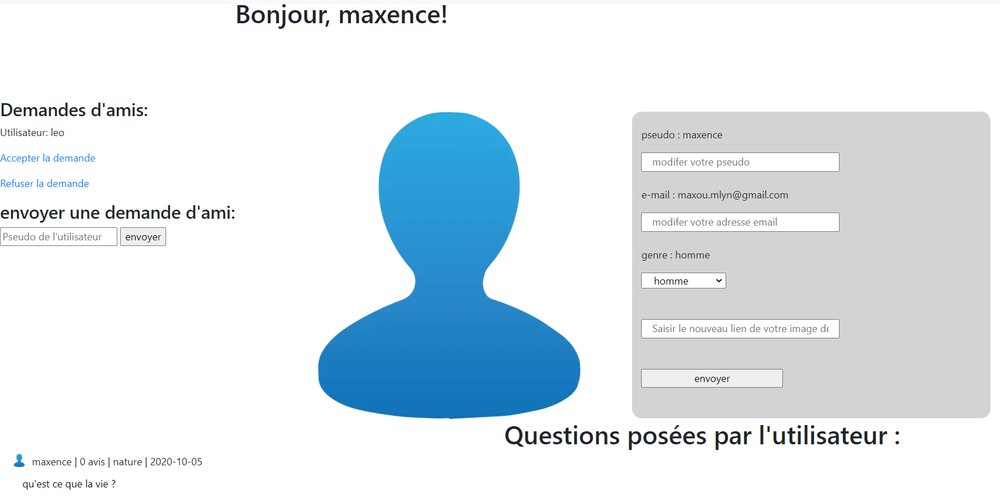 Bonjour, maxence!
Demandes d'amis:
Utilisateur: leo
Accepter la demande
Refuser la demande
envoyer une demande d'ami:
Pseudo de l'utilisateur envoyer
pseudo : maxence
modifer votre pseudo
e-mail : maxou.mlyn@gmail.com
modifer votre adresse email
genre : homme
homme
Saisir le nouveau lien de votre image de
envoyer
Questions posées par l'utilisateur :
maxence | 0 avis | nature | 2020-10-05
qu'est ce que la vie ?